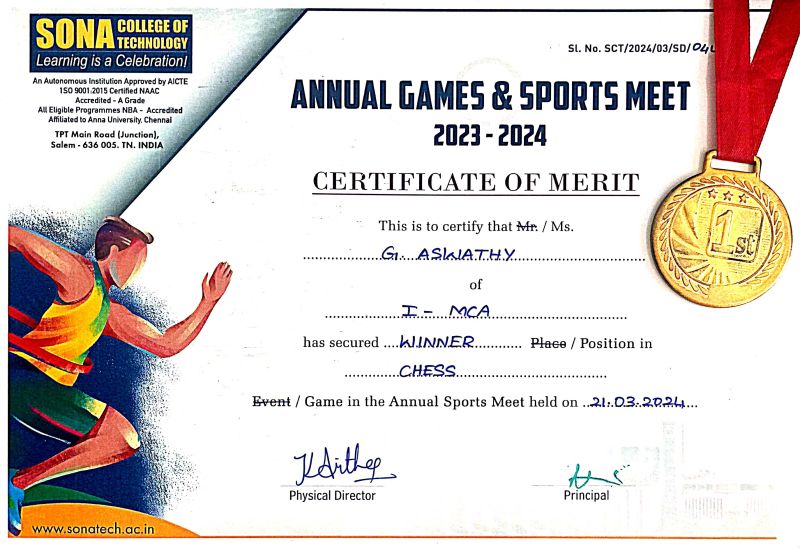 SONA COLLEGE OF TECHNOLOGY
Learning is a Celebration!
An Autonomous Institution Approved by AICTE
ISO 9001:2015 Certified NAAC
Accredited - A Grade
All Eligible Programmes NBA - Accredited
Affiliated to Anna University, Chennai
TPT Main Road (Junction),
Salem - 636 005. TN. INDIA
Sl. No. SCT/2024/03/SD/
ANNUAL GAMES & SPORTS MEET
2023 - 2024
CERTIFICATE OF MERIT
1st
This is to certify that Mr. / Ms.
G. ASWATHY
of
I - MCA
has secured WINNER Place / Position in
CHESS
Event / Game in the Annual Sports Meet held on 21.03.2024
Physical Director
Principal
www.sonatech.ac.in